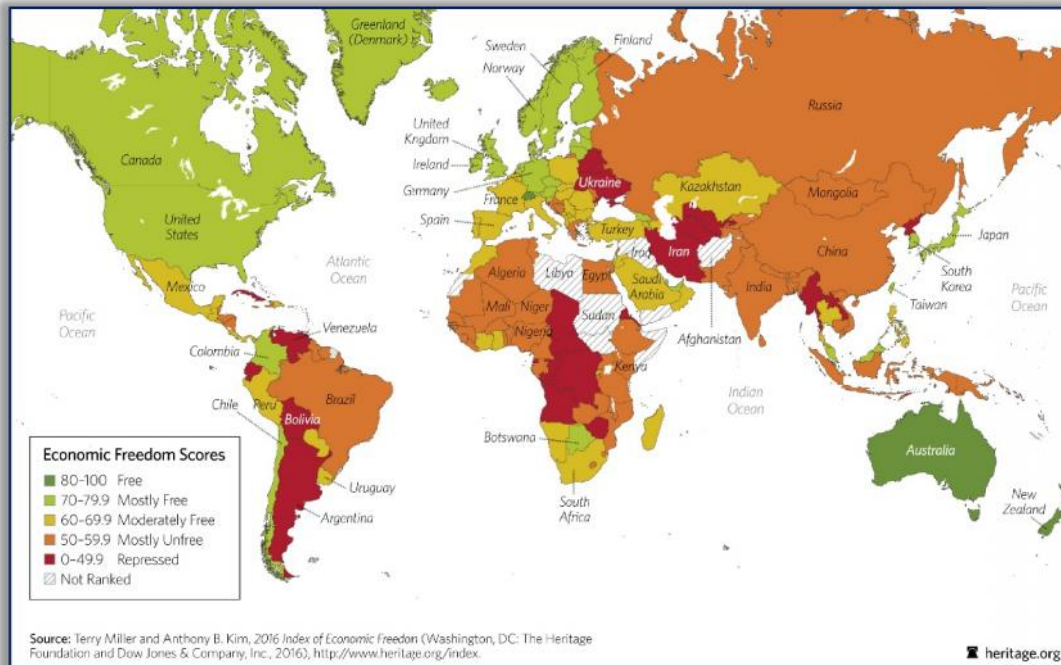 Greenland
(Denmark)
Sweden
Norway
Finland
Russia
United
Kngdom
Ireland
Canada
Germany
Ukraine
Kazakhstan
Mongolia
France
United
States
Spain
Turkey
Iraq
Iran
China
Japan
Atlantic
Ocean
Algeria
Libya
Egypt
Saudi
Arabia
India
South
Korea
Pacific
Ocean
Mexico
Mali
Niger
Sudan
Taiwan
Pacific
Ocean
Venezuela
Nigeria
Afghanistan
Colombia
Kenya
Indian
Ocean
Peru
Brazil
Chile
Bolivia
Botswana
Australia
Uruguay
South
Africa
New
Zealand
Argentina
Economic Freedom Scores
80–100 Free
70–79.9 Mostly Free
60–69.9 Moderately Free
50–59.9 Mostly Unfree
0–49.9 Repressed
Not Ranked
Source: Terry Miller and Anthony B. Kim, 2016 Index of Economic Freedon (Washington, DC: The Heritage
Foundation and Dow Jones & Company, Inc., 2016), http://www.heritage.org/index.
heritage.org